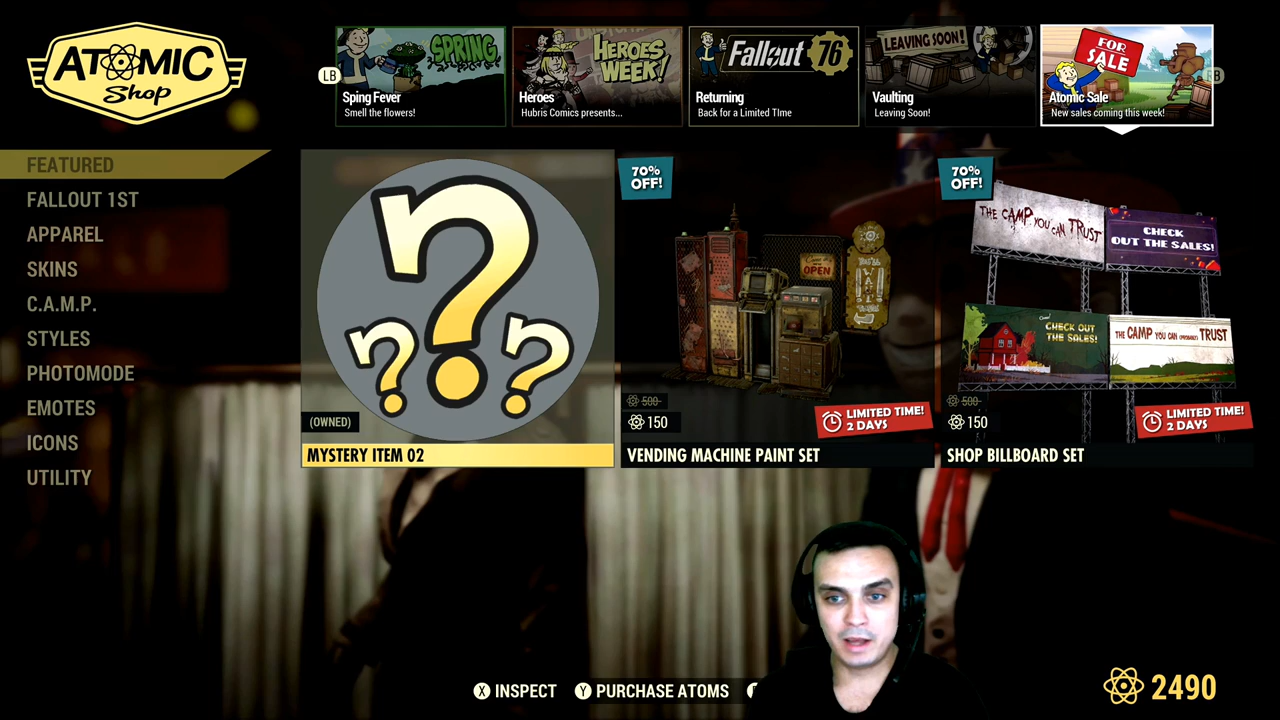 ATOMIC
Shop
LB
SPRING
Sping Fever
Smell the flowers!
HEROES
WEEK!
Heroes
Hubris Comics presents...
Fallout 76
Returning
Back for a Limited TIme
LEAVING SOON!
Vaulting
Leaving Soon!
FOR
SALE
Atomic Sale
New sales coming this week!
FEATURED
FALLOUT 1ST
APPAREL
SKINS
C.A.M.P.
STYLES
PHOTOMODE
EMOTES
ICONS
UTILITY
???
(OWNED)
MYSTERY ITEM 02
70%
OFF!
OPEN
500
150
LIMITED TIME!
2 DAYS
VENDING MACHINE PAINT SET
70%
OFF!
THE CAMP YOU CAN TRUST
CHECK
OUT THE SALES!
CHECK OUT
THE SALES!
THE CAMP YOU CAN (PROBABLY) TRUST
500
150
LIMITED TIME!
2 DAYS
SHOP BILLBOARD SET
X INSPECT
Y PURCHASE ATOMS
2490